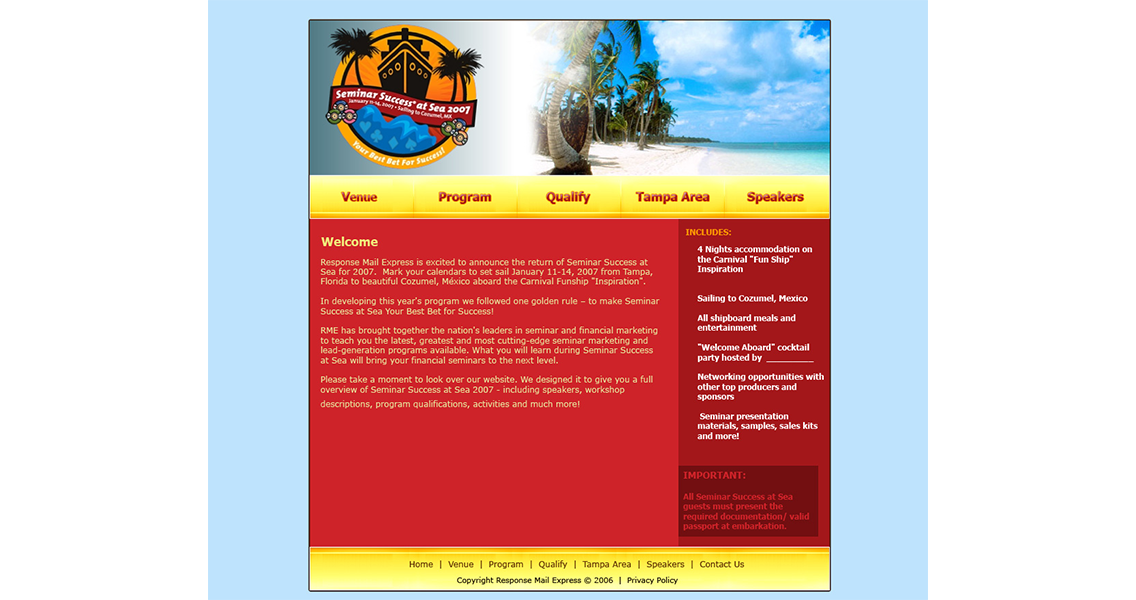 Seminar Success* at Sea 2007
January 11-14, 2007 • Sailing to Cozumel, MX
Your Best Bet For Success!
Venue
Program
Qualify
Tampa Area
Speakers
Welcome
Response Mail Express is excited to announce the return of Seminar Success at
Sea for 2007.  Mark your calendars to set sail January 11-14, 2007 from Tampa,
Florida to beautiful Cozumel, México aboard the Carnival Funship "Inspiration".
In developing this year's program we followed one golden rule – to make Seminar
Success at Sea Your Best Bet for Success!
RME has brought together the nation's leaders in seminar and financial marketing
to teach you the latest, greatest and most cutting-edge seminar marketing and
lead-generation programs available. What you will learn during Seminar Success
at Sea will bring your financial seminars to the next level.
Please take a moment to look over our website. We designed it to give you a full
overview of Seminar Success at Sea 2007 - including speakers, workshop
descriptions, program qualifications, activities and much more!
INCLUDES:
4 Nights accommodation on
the Carnival "Fun Ship"
Inspiration
Sailing to Cozumel, Mexico
All shipboard meals and
entertainment
"Welcome Aboard" cocktail
party hosted by __________
Networking opportunities with
other top producers and
sponsors
Seminar presentation
materials, samples, sales kits
and more!
IMPORTANT:
All Seminar Success at Sea
guests must present the
required documentation/ valid
passport at embarkation.
Home | Venue | Program | Qualify | Tampa Area | Speakers | Contact Us
Copyright Response Mail Express © 2006 | Privacy Policy